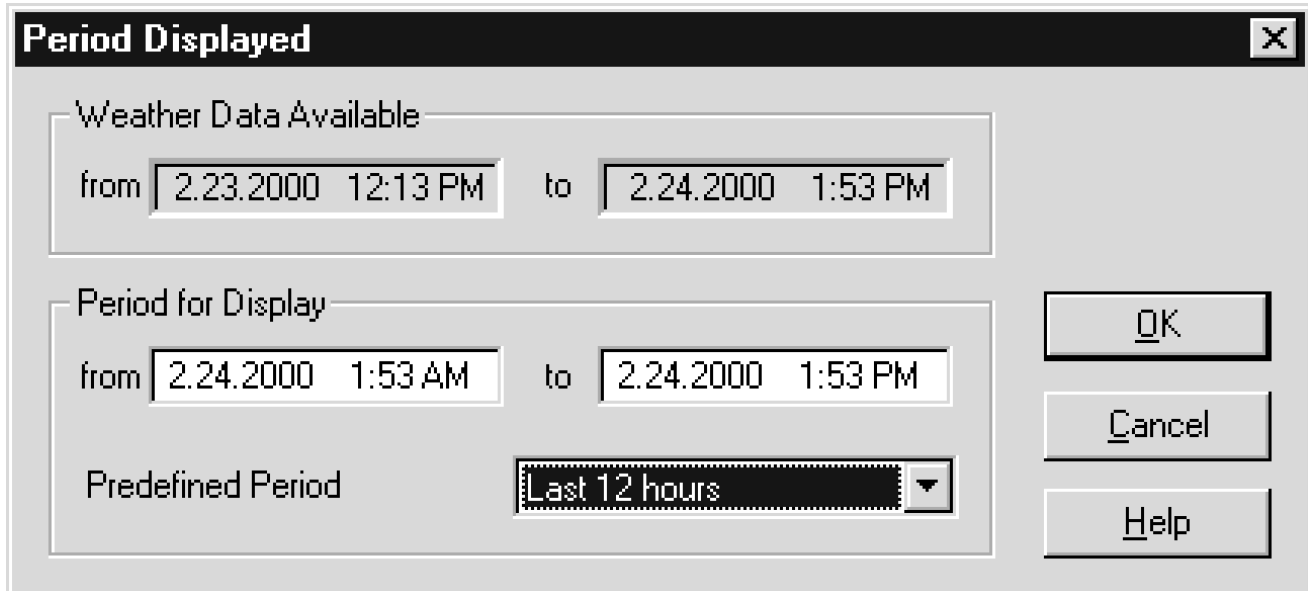 Period Displayed
Weather Data Available
from 2.23.2000 12:13 PM to 2.24.2000 1:53 PM
Period for Display
from 2.24.2000 1:53 AM to 2.24.2000 1:53 PM
Predefined Period Last 12 hours
OK
Cancel
Help